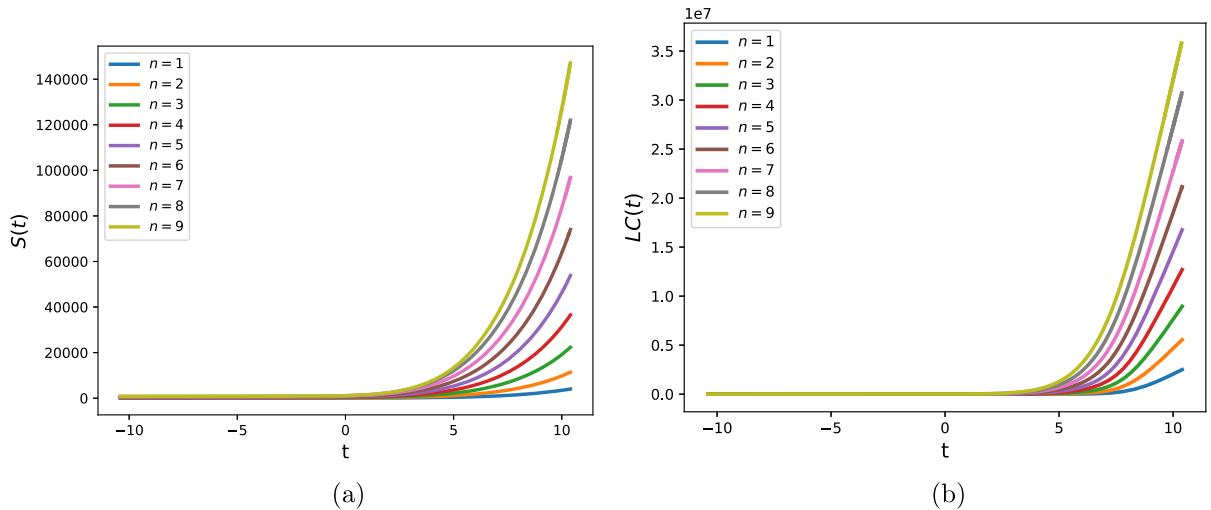 140000
120000
100000
80000
60000
40000
20000
0
S(t)
n = 1
n = 2
n = 3
n = 4
n = 5
n = 6
n = 7
n = 8
n = 9
−10
−5
0
5
10
t
(a)
1e7
3.5
3.0
2.5
2.0
1.5
1.0
0.5
0.0
LC(t)
n = 1
n = 2
n = 3
n = 4
n = 5
n = 6
n = 7
n = 8
n = 9
−10
−5
0
5
10
t
(b)